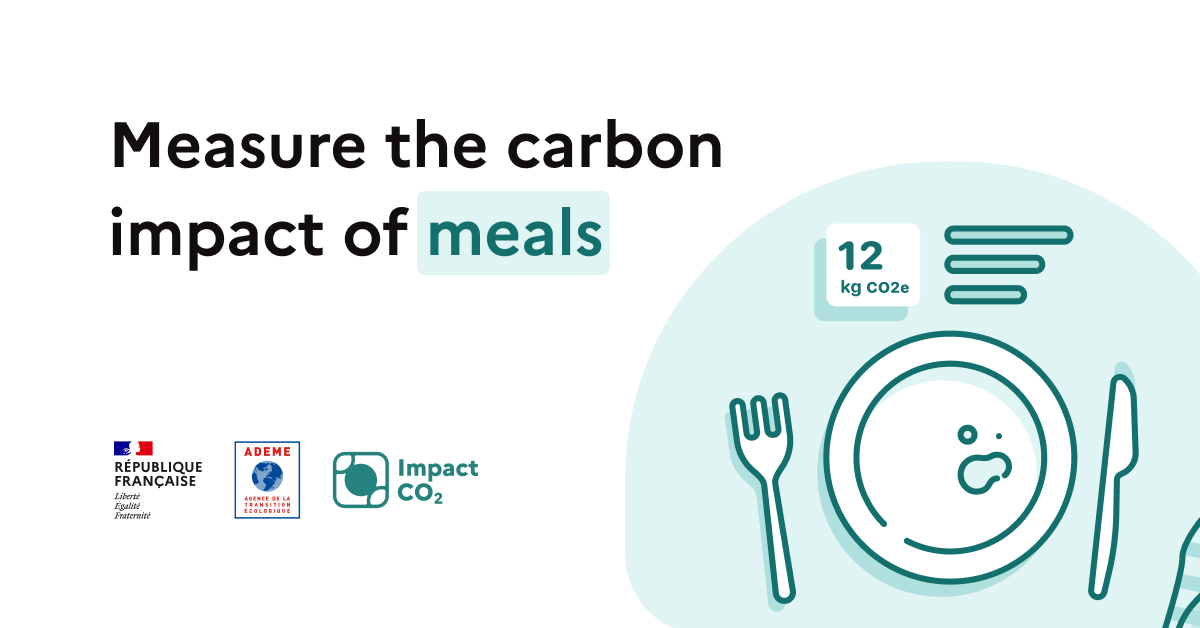 Measure the carbon
impact of meals
12
kg CO2e
RÉPUBLIQUE
FRANÇAISE
Liberté
Égalité
Fraternité
ADEME
AGENCE DE LA
TRANSITION
ÉCOLOGIQUE
Impact
CO₂